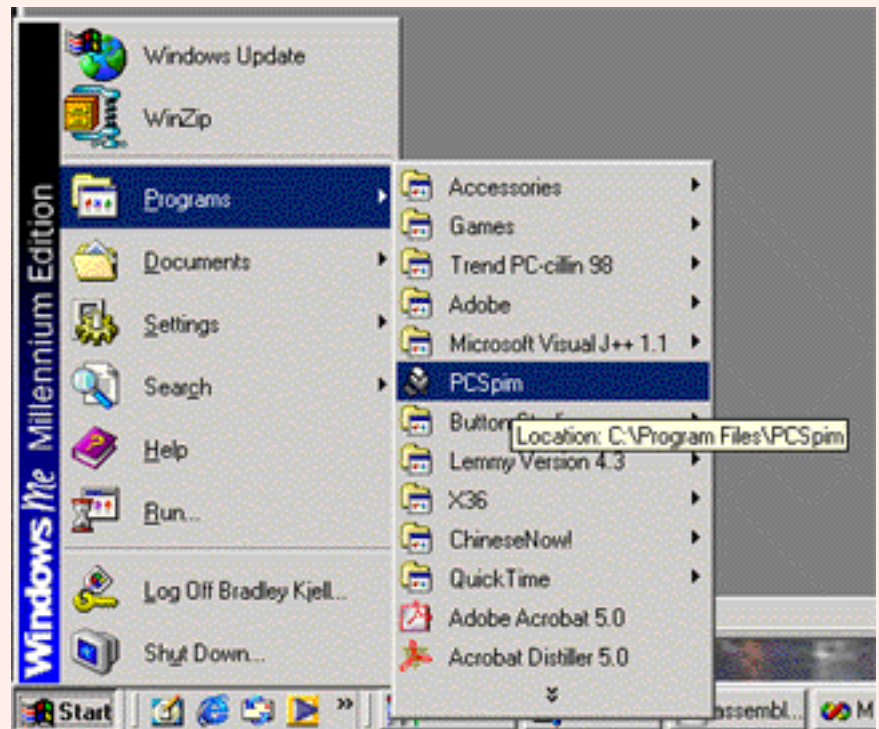 Windows Me Millennium Edition
Windows Update
WinZip
Programs
Documents
Settings
Search
Help
Run...
Log Off Bradley Kjell...
Shut Down...
Accessories
Games
Trend PC-cillin 98
Adobe
Microsoft Visual J++ 1.1
PCSpim
Button
Location: C:\Program Files\PCSpim
Lemmy Version 4.3
X36
ChineseNow!
QuickTime
Adobe Acrobat 5.0
Acrobat Distiller 5.0
Start
»
assembl...
M